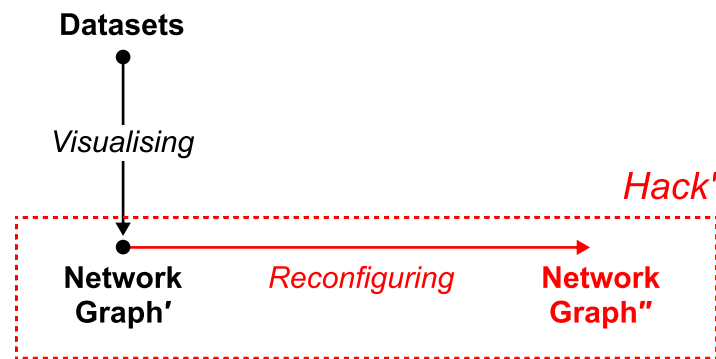 Datasets
Visualising
Hack′
Network
Graph′
Reconfiguring
Network
Graph″